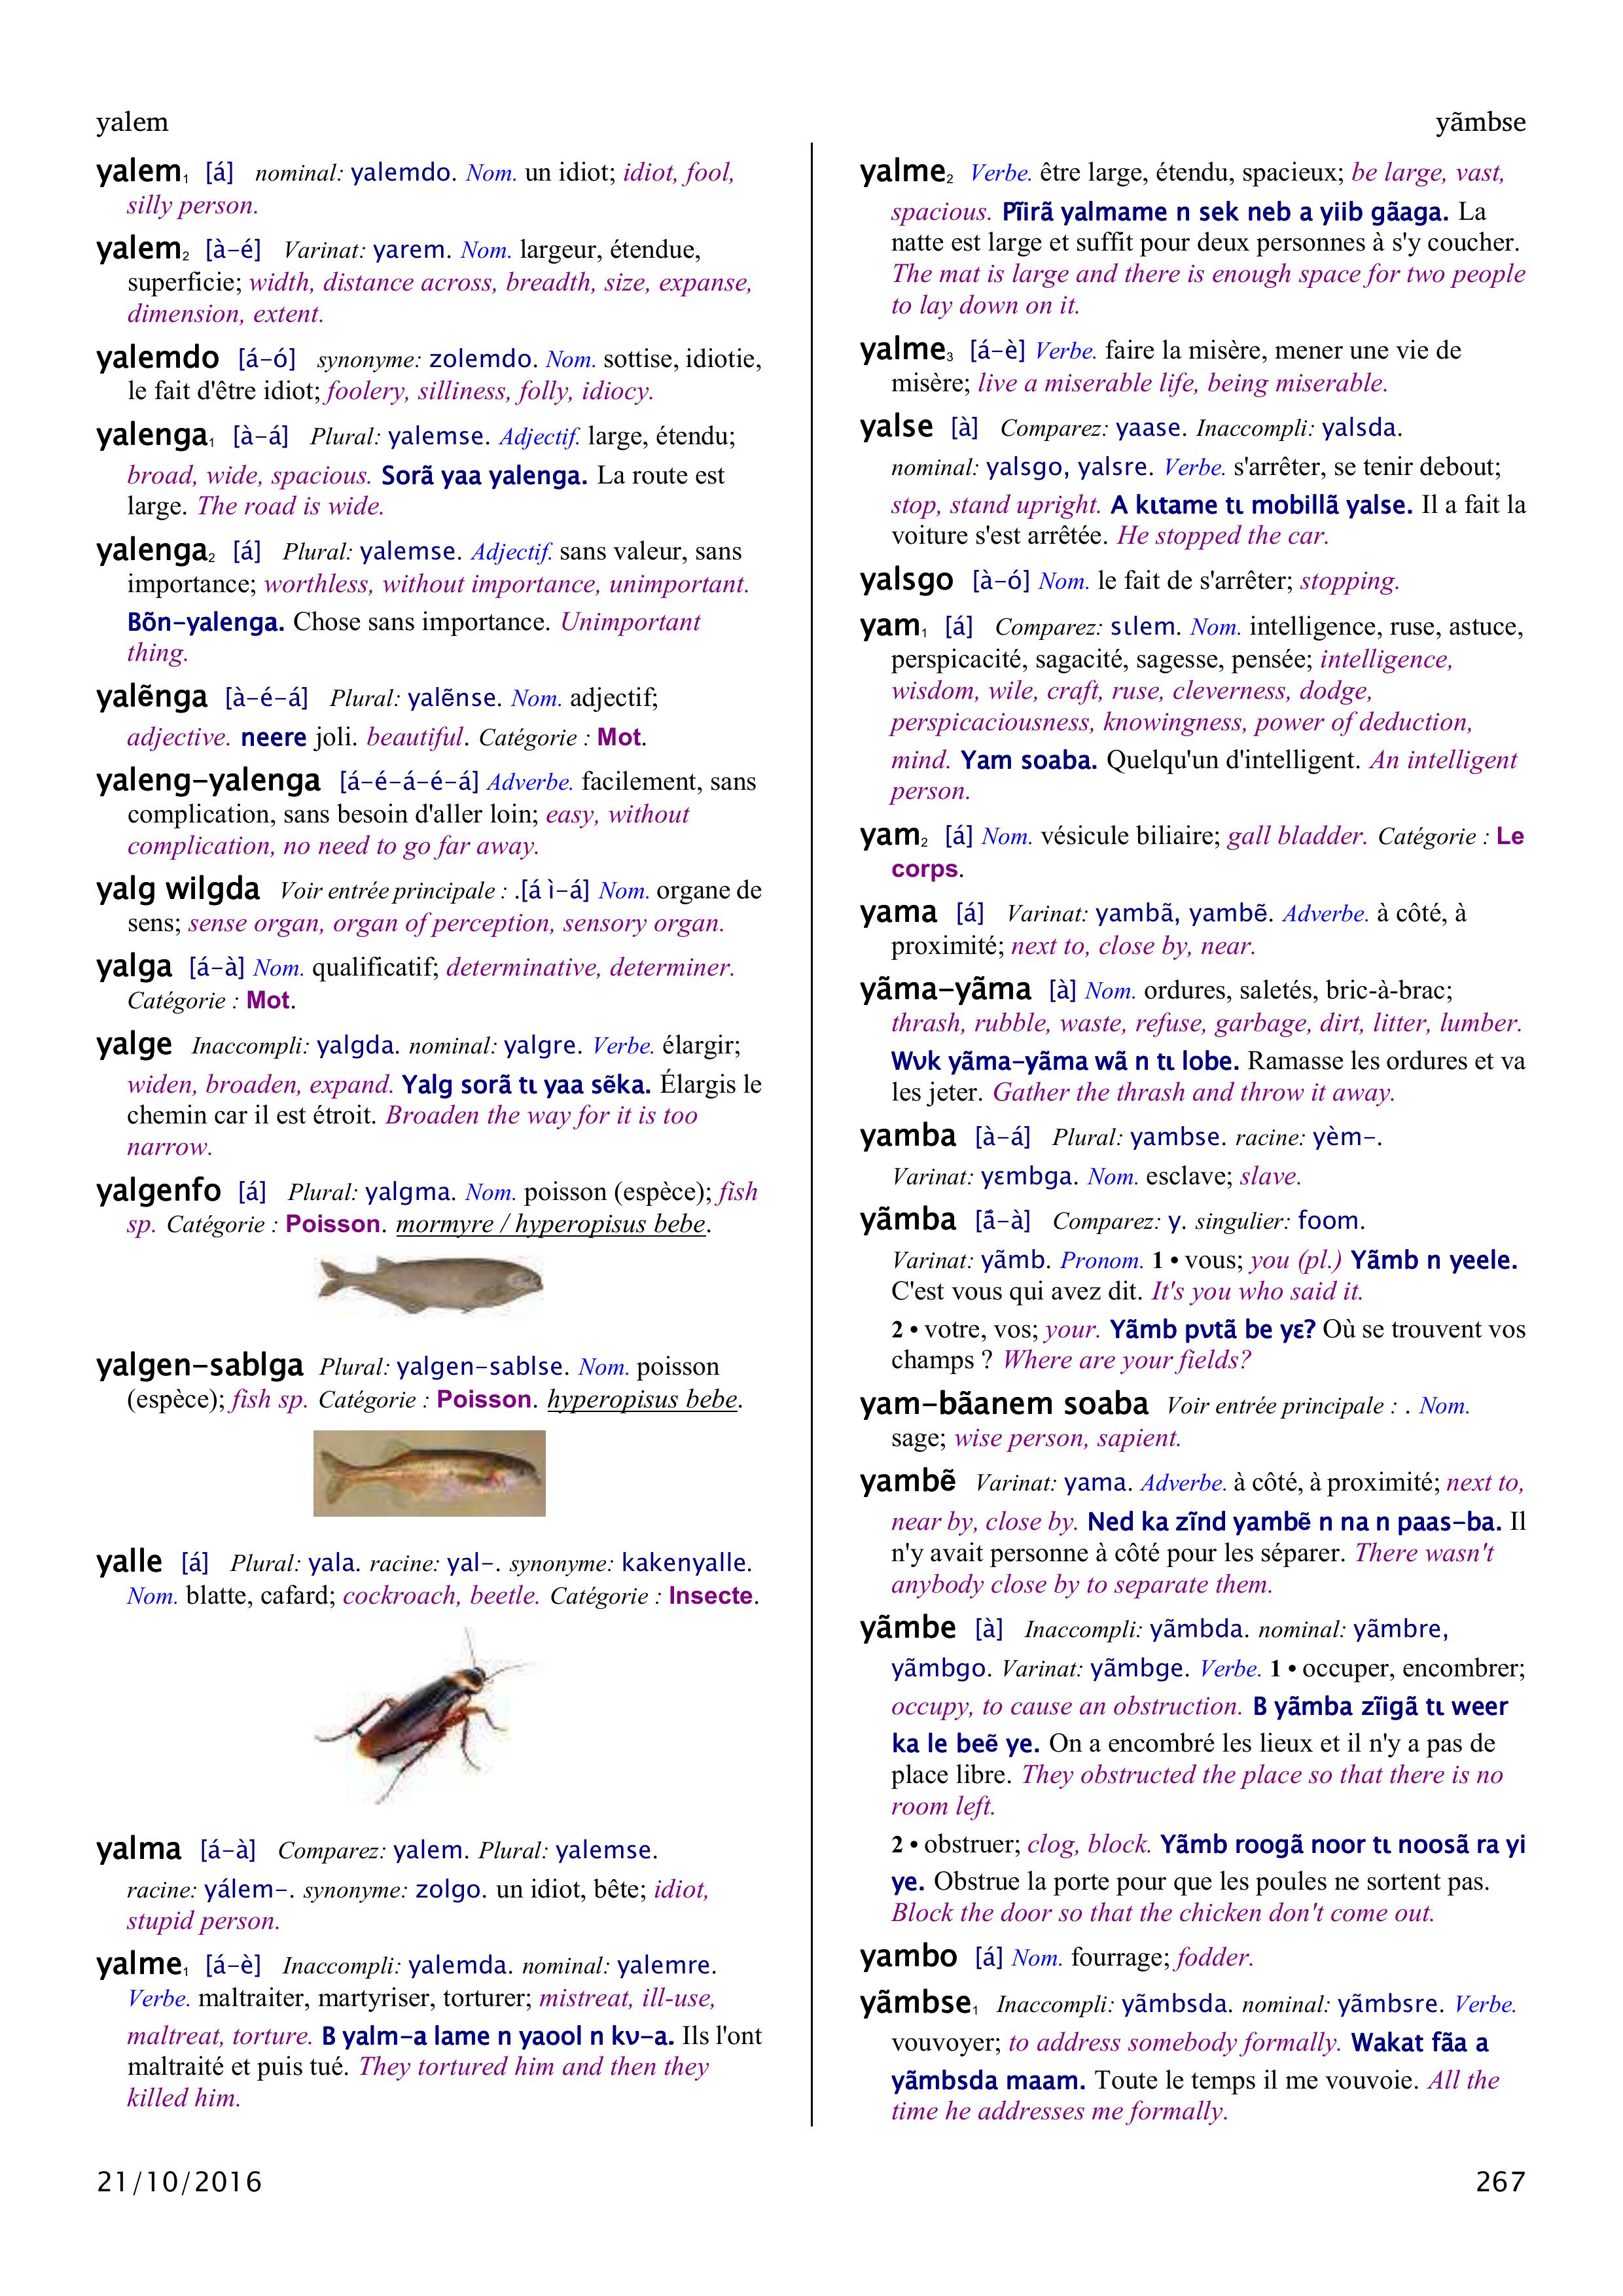 yalem
yãmbse
yalem₁ [á] nominal: yalemdo. Nom. un idiot; idiot, fool,
silly person.
yalem₂ [à-é] Varinat: yarem. Nom. largeur, étendue,
superficie; width, distance across, breadth, size, expanse,
dimension, extent.
yalemdo [á-ó] synonyme: zolemdo. Nom. sottise, idiotie,
le fait d'être idiot; foolery, silliness, folly, idiocy.
yalenga₁ [à-á] Plural: yalemse. Adjectif. large, étendu;
broad, wide, spacious. Sorã yaa yalenga. La route est
large. The road is wide.
yalenga₂ [á] Plural: yalemse. Adjectif. sans valeur, sans
importance; worthless, without importance, unimportant.
Bõn-yalenga. Chose sans importance. Unimportant
thing.
yalẽnga [à-é-á] Plural: yalẽnse. Nom. adjectif;
adjective. neere joli. beautiful. Catégorie : Mot.
yaleng-yalenga [á-é-á-é-á] Adverbe. facilement, sans
complication, sans besoin d'aller loin; easy, without
complication, no need to go far away.
yalg wilgda Voir entrée principale : .[á ì-á] Nom. organe de
sens; sense organ, organ of perception, sensory organ.
yalga [á-à] Nom. qualificatif; determinative, determiner.
Catégorie : Mot.
yalge Inaccompli: yalgda. nominal: yalgre. Verbe. élargir;
widen, broaden, expand. Yalg sorã tɩ yaa sẽka. Élargis le
chemin car il est étroit. Broaden the way for it is too
narrow.
yalgenfo [á] Plural: yalgma. Nom. poisson (espèce); fish
sp. Catégorie : Poisson. mormyre / hyperopisus bebe.
yalgen-sablga Plural: yalgen-sablse. Nom. poisson
(espèce); fish sp. Catégorie : Poisson. hyperopisus bebe.
yalle [á] Plural: yala. racine: yal-. synonyme: kakenyalle.
Nom. blatte, cafard; cockroach, beetle. Catégorie : Insecte.
yalma [á-à] Comparez: yalem. Plural: yalemse.
racine: yálem-. synonyme: zolgo. un idiot, bête; idiot,
stupid person.
yalme₁ [á-è] Inaccompli: yalemda. nominal: yalemre.
Verbe. maltraiter, martyriser, torturer; mistreat, ill-use,
maltreat, torture. B yalm-a lame n yaool n kʋ-a. Ils l'ont
maltraité et puis tué. They tortured him and then they
killed him.
yalme₂ Verbe. être large, étendu, spacieux; be large, vast,
spacious. Pĩirã yalmame n sek neb a yiib gãaga. La
natte est large et suffit pour deux personnes à s'y coucher.
The mat is large and there is enough space for two people
to lay down on it.
yalme₃ [á-è] Verbe. faire la misère, mener une vie de
misère; live a miserable life, being miserable.
yalse [à] Comparez: yaase. Inaccompli: yalsda.
nominal: yalsgo, yalsre. Verbe. s'arrêter, se tenir debout;
stop, stand upright. A kɩtame tɩ mobillã yalse. Il a fait la
voiture s'est arrêtée. He stopped the car.
yalsgo [à-ó] Nom. le fait de s'arrêter; stopping.
yam₁ [á] Comparez: sɩlem. Nom. intelligence, ruse, astuce,
perspicacité, sagacité, sagesse, pensée; intelligence,
wisdom, wile, craft, ruse, cleverness, dodge,
perspicaciousness, knowingness, power of deduction,
mind. Yam soaba. Quelqu'un d'intelligent. An intelligent
person.
yam₂ [á] Nom. vésicule biliaire; gall bladder. Catégorie : Le
corps.
yama [á] Varinat: yambã, yambẽ. Adverbe. à côté, à
proximité; next to, close by, near.
yãma-yãma [à] Nom. ordures, saletés, bric-à-brac;
thrash, rubble, waste, refuse, garbage, dirt, litter, lumber.
Wʋk yãma-yãma wã n tɩ lobe. Ramasse les ordures et va
les jeter. Gather the thrash and throw it away.
yamba [à-á] Plural: yambse. racine: yèm-.
Varinat: yɛmbga. Nom. esclave; slave.
yãmba [ã́-à] Comparez: y. singulier: foom.
Varinat: yãmb. Pronom. 1 • vous; you (pl.) Yãmb n yeele.
C'est vous qui avez dit. It's you who said it.
2 • votre, vos; your. Yãmb pʋtã be yɛ? Où se trouvent vos
champs ? Where are your fields?
yam-bãanem soaba Voir entrée principale : . Nom.
sage; wise person, sapient.
yambẽ Varinat: yama. Adverbe. à côté, à proximité; next to,
near by, close by. Ned ka zĩnd yambẽ n na n paas-ba. Il
n'y avait personne à côté pour les séparer. There wasn't
anybody close by to separate them.
yãmbe [à] Inaccompli: yãmbda. nominal: yãmbre,
yãmbgo. Varinat: yãmbge. Verbe. 1 • occuper, encombrer;
occupy, to cause an obstruction. B yãmba zĩigã tɩ weer
ka le beẽ ye. On a encombré les lieux et il n'y a pas de
place libre. They obstructed the place so that there is no
room left.
2 • obstruer; clog, block. Yãmb roogã noor tɩ noosã ra yi
ye. Obstrue la porte pour que les poules ne sortent pas.
Block the door so that the chicken don't come out.
yambo [á] Nom. fourrage; fodder.
yãmbse₁ Inaccompli: yãmbsda. nominal: yãmbsre. Verbe.
vouvoyer; to address somebody formally. Wakat fãa a
yãmbsda maam. Toute le temps il me vouvoie. All the
time he addresses me formally.
21/10/2016
267